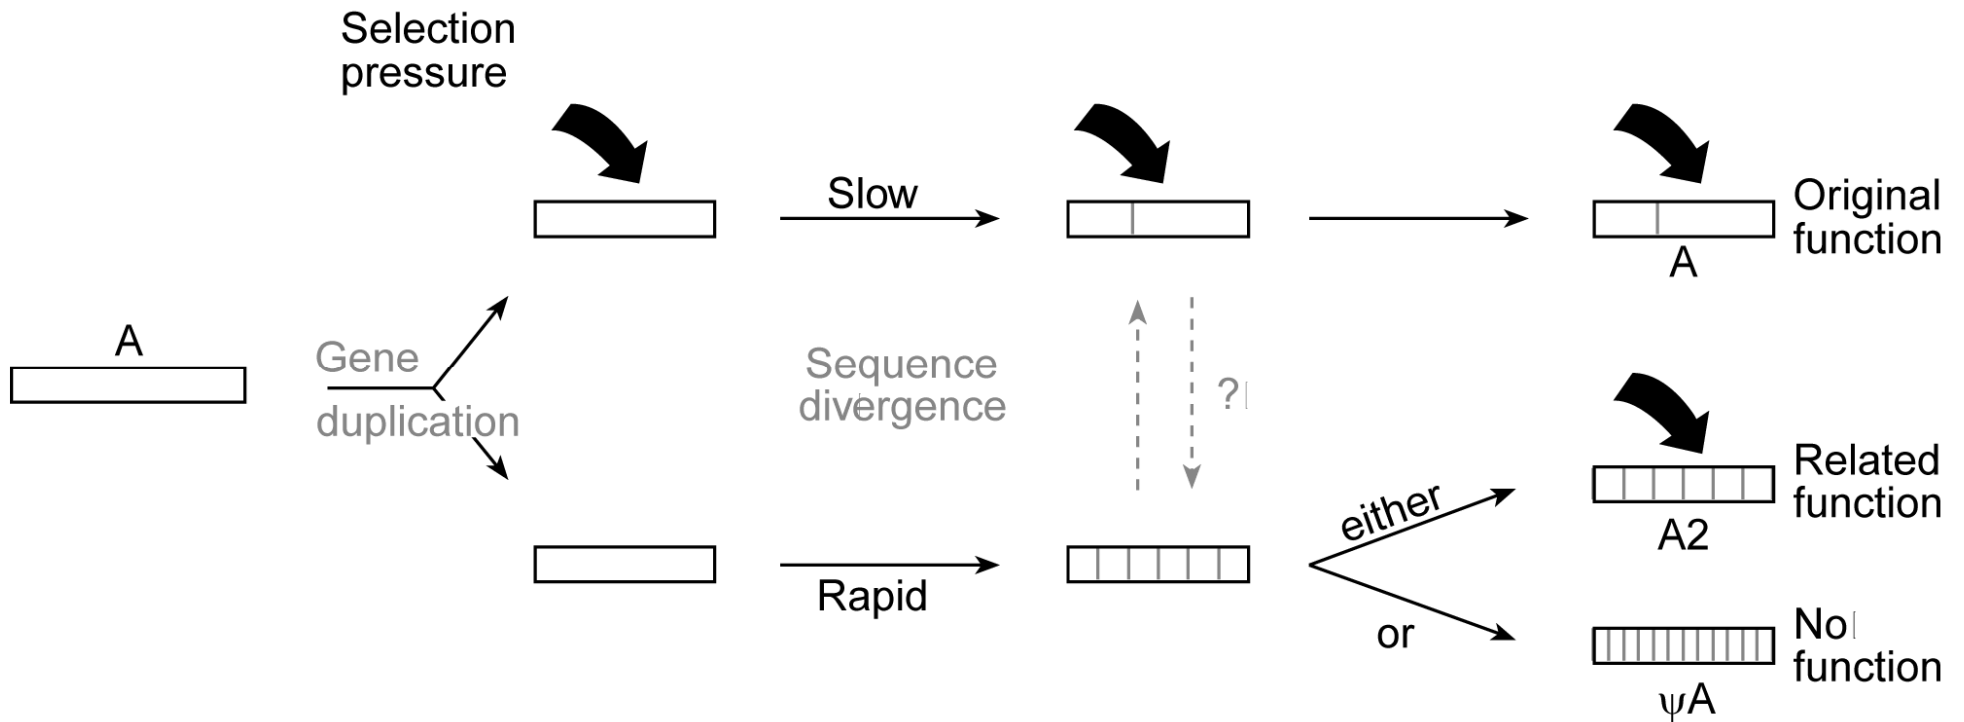 Selection
pressure
Slow
Original
function
A
A
Gene
duplication
Sequence
divergence
?
either
Related
function
A2
Rapid
or
No
function
ψA